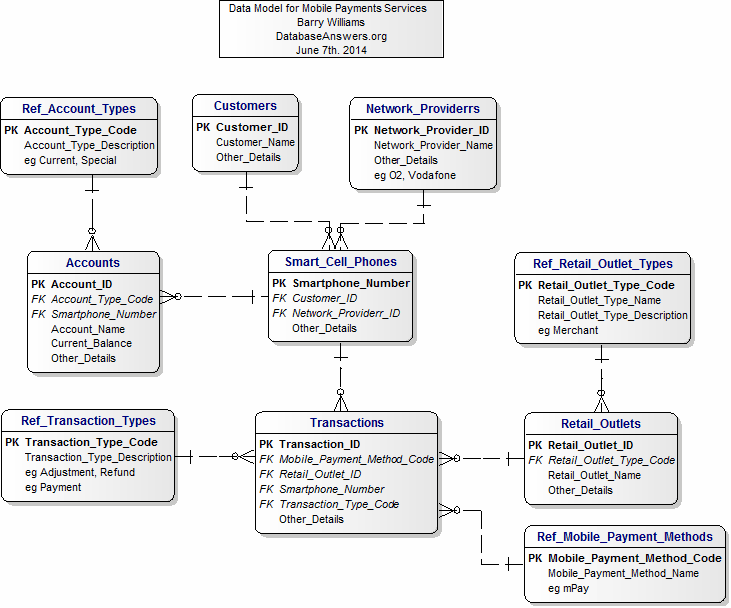 Data Model for Mobile Payments Services
Barry Williams
DatabaseAnswers.org
June 7th. 2014
Ref_Account_Types
PK Account_Type_Code
Account_Type_Description
eg Current, Special
Customers
PK Customer_ID
Customer_Name
Other_Details
Network_Providerrs
PK Network_Provider_ID
Network_Provider_Name
Other_Details
eg O2, Vodafone
Accounts
PK Account_ID
FK Account_Type_Code
FK Smartphone_Number
Account_Name
Current_Balance
Other_Details
Smart_Cell_Phones
PK Smartphone_Number
FK Customer_ID
FK Network_Providerr_ID
Other_Details
Ref_Retail_Outlet_Types
PK Retail_Outlet_Type_Code
Retail_Outlet_Type_Name
Retail_Outlet_Type_Description
eg Merchant
Ref_Transaction_Types
PK Transaction_Type_Code
Transaction_Type_Description
eg Adjustment, Refund
eg Payment
Transactions
PK Transaction_ID
FK Mobile_Payment_Method_Code
FK Retail_Outlet_ID
FK Smartphone_Number
FK Transaction_Type_Code
Other_Details
Retail_Outlets
PK Retail_Outlet_ID
FK Retail_Outlet_Type_Code
Retail_Outlet_Name
Other_Details
Ref_Mobile_Payment_Methods
PK Mobile_Payment_Method_Code
Mobile_Payment_Method_Name
eg mPay